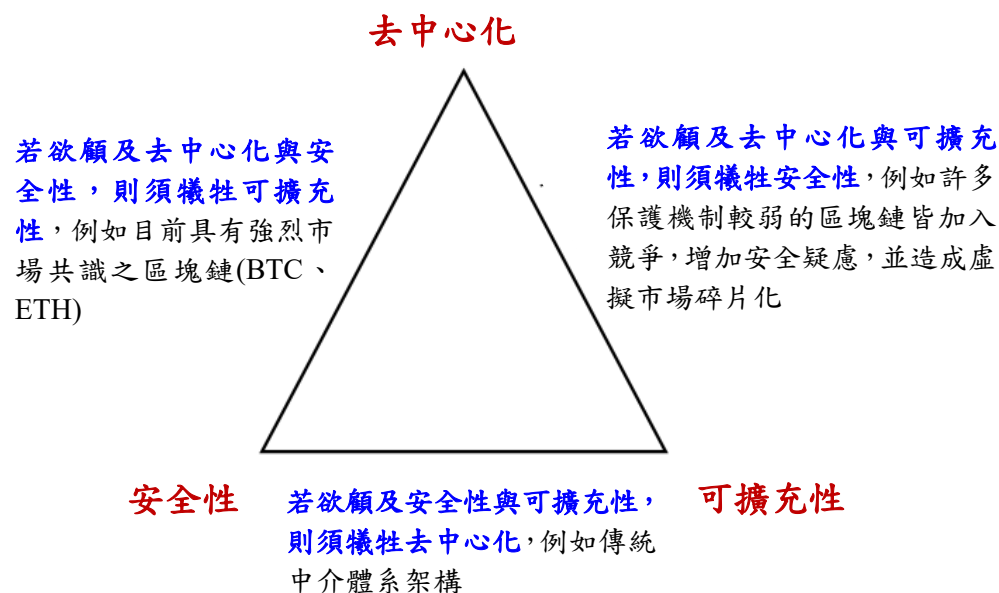 去中心化
若欲顧及去中心化與安
全性，則須犧牲可擴充
性，例如目前具有強烈市
場共識之區塊鏈(BTC、
ETH)
若欲顧及去中心化與可擴充
性，則須犧牲安全性，例如許多
保護機制較弱的區塊鏈皆加入
競爭，增加安全疑慮，並造成虛
擬市場碎片化
安全性
若欲顧及安全性與可擴充性，
則須犧牲去中心化，例如傳統
中介體系架構
可擴充性